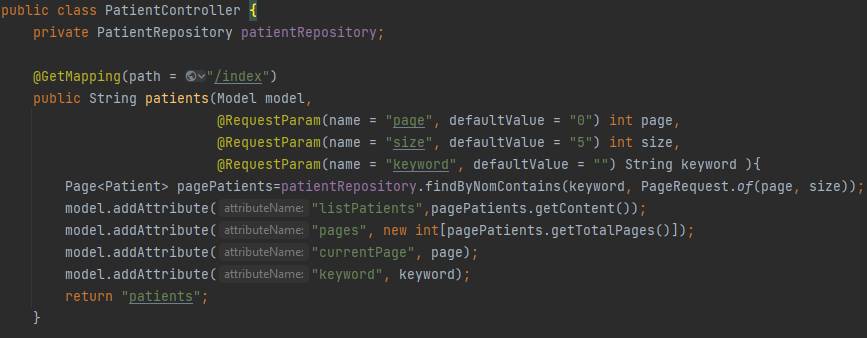 public class PatientController {
    private PatientRepository patientRepository;
    @GetMapping(path = "/index")
    public String patients(Model model,
                           @RequestParam(name = "page", defaultValue = "0") int page,
                           @RequestParam(name = "size", defaultValue = "5") int size,
                           @RequestParam(name = "keyword", defaultValue = "") String keyword ){
        Page<Patient> pagePatients=patientRepository.findByNomContains(keyword, PageRequest.of(page, size));
        model.addAttribute( attributeName: "listPatients",pagePatients.getContent());
        model.addAttribute( attributeName: "pages", new int[pagePatients.getTotalPages()]);
        model.addAttribute( attributeName: "currentPage", page);
        model.addAttribute( attributeName: "keyword", keyword);
        return "patients";
    }